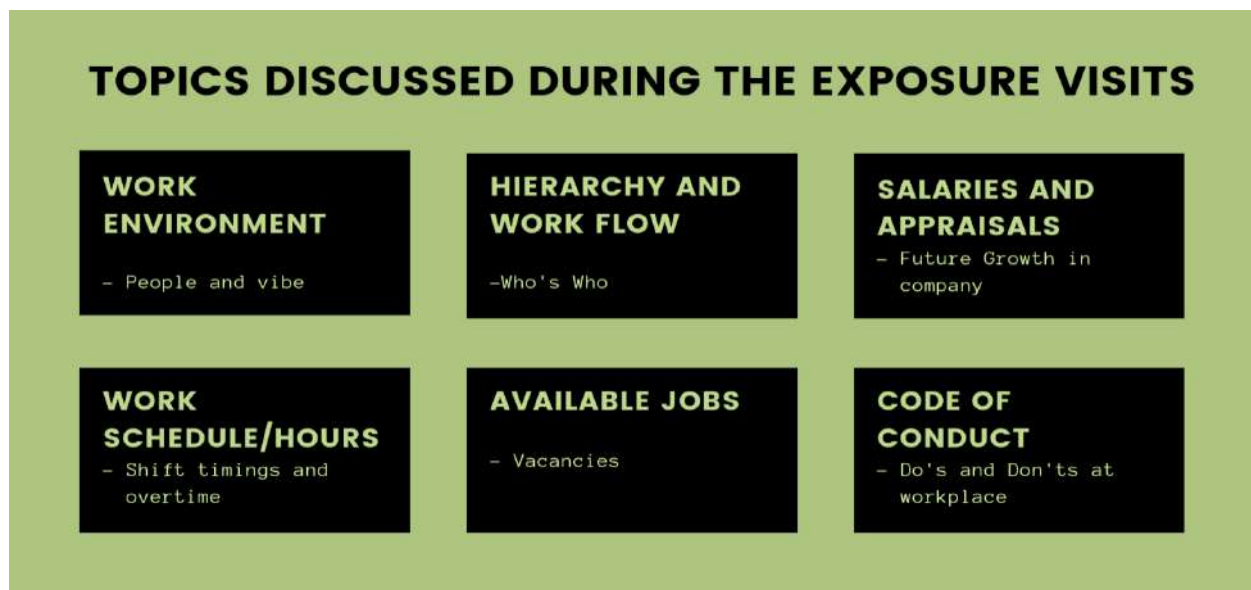 TOPICS DISCUSSED DURING THE EXPOSURE VISITS
WORK
ENVIRONMENT
- People and vibe
HIERARCHY AND
WORK FLOW
-Who's Who
SALARIES AND
APPRAISALS
- Future Growth in
company
WORK
SCHEDULE/HOURS
- Shift timings and
overtime
AVAILABLE JOBS
- Vacancies
CODE OF
CONDUCT
- Do's and Don'ts at
workplace